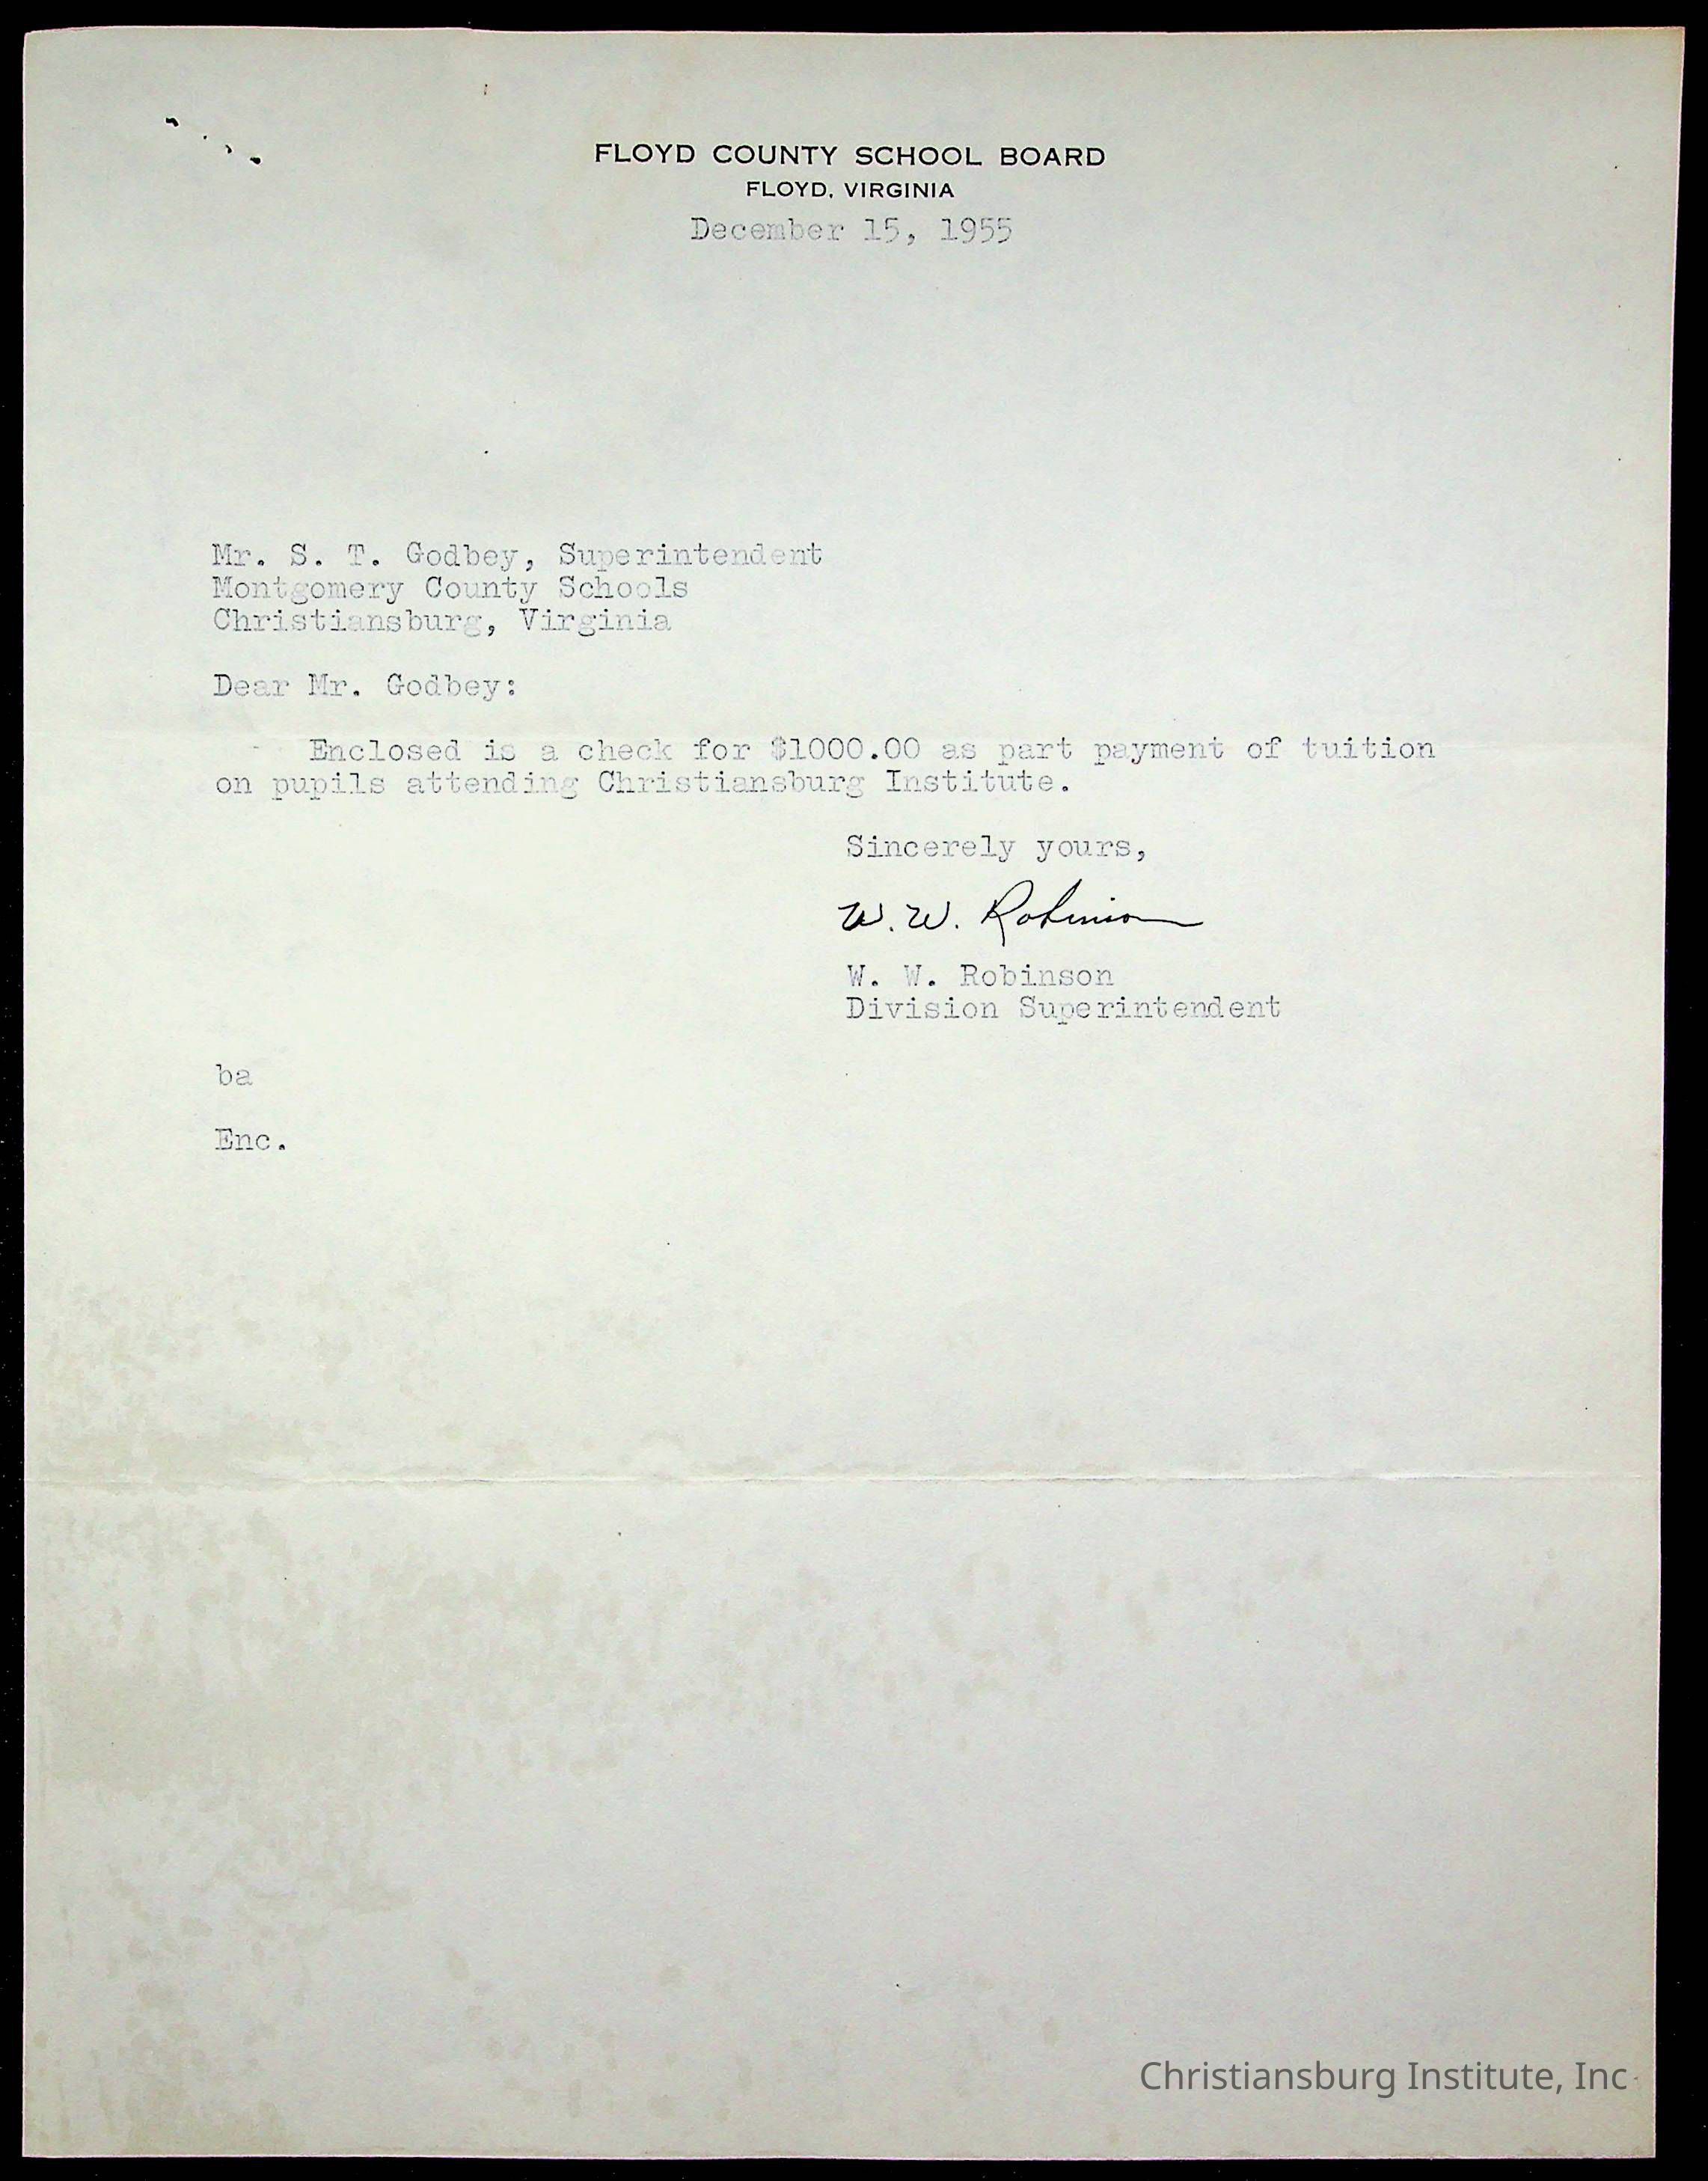 FLOYD COUNTY SCHOOL BOARD
FLOYD, VIRGINIA
December 15, 1955
Mr. S. T. Godbey, Superintendent
Montgomery County Schools
Christiansburg, Virginia
Dear Mr. Godbey:
Enclosed is a check for $1000.00 as part payment of tuition
on pupils attending Christiansburg Institute.
Sincerely yours,
W. W. Robinson
W. W. Robinson
Division Superintendent
ba
Enc.
Christiansburg Institute, Inc